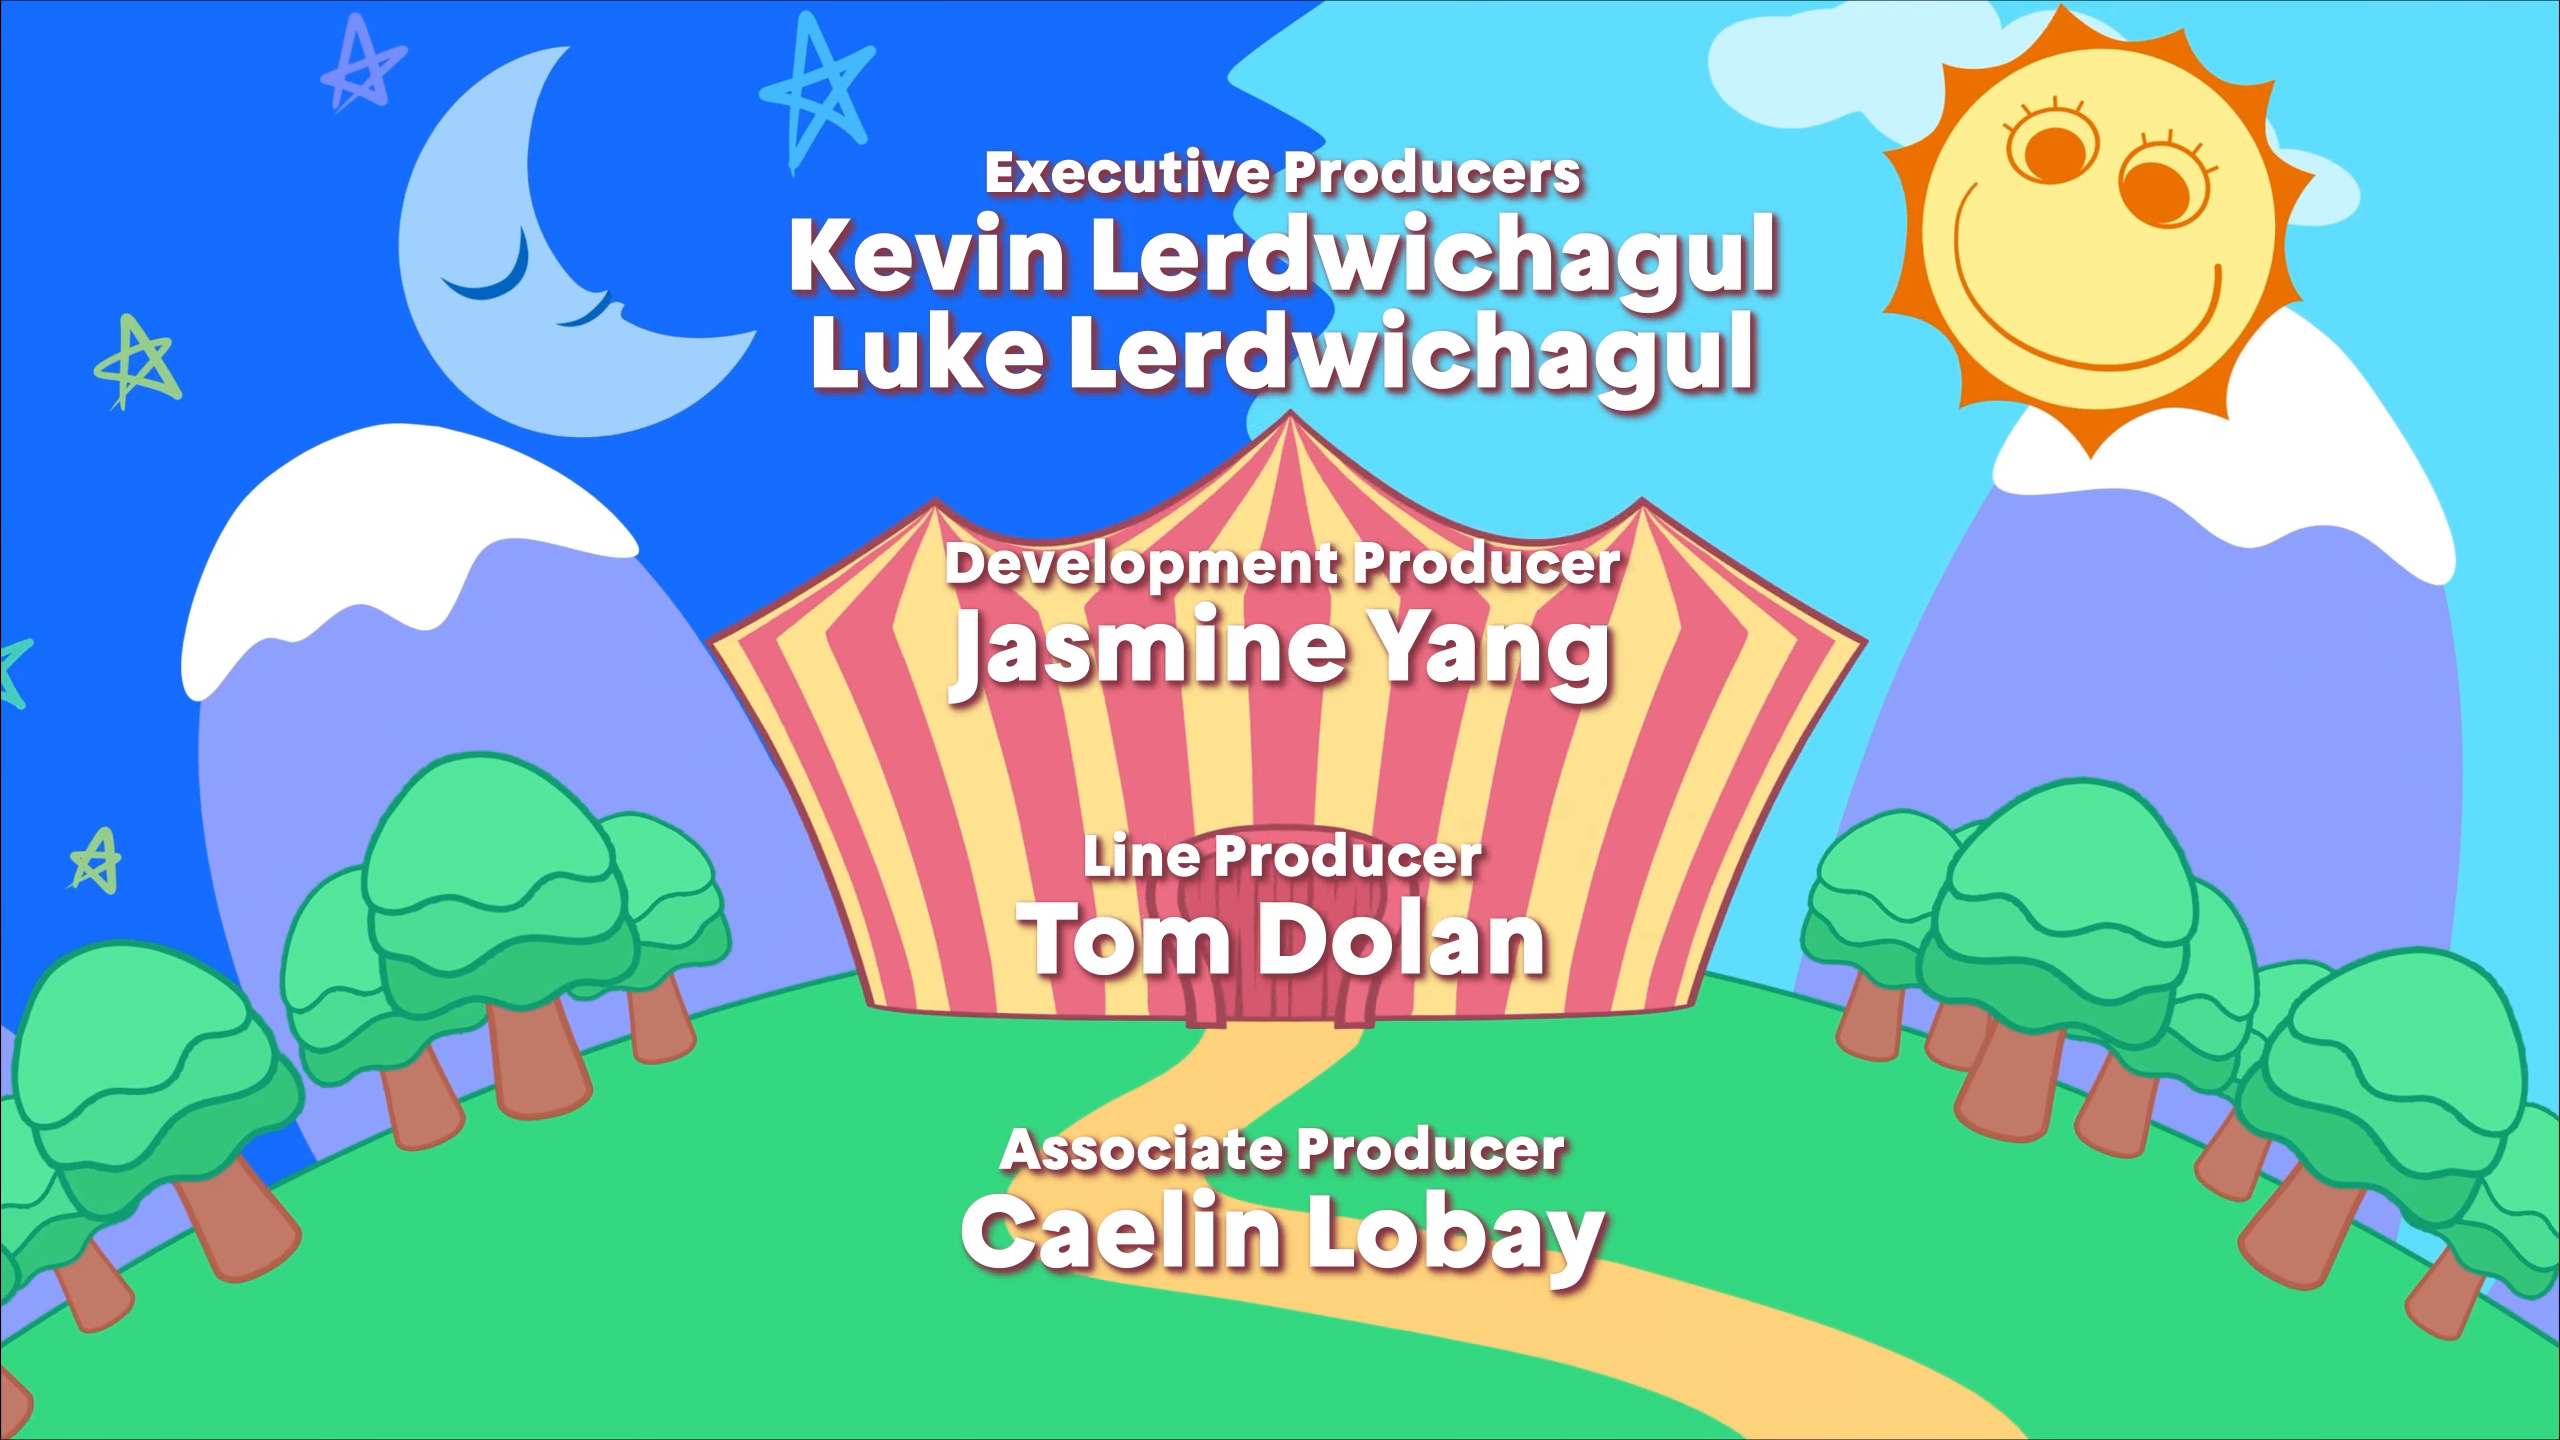 Executive Producers
Kevin Lerdwichagul
Luke Lerdwichagul
Development Producer
Jasmine Yang
Line Producer
Tom Dolan
Associate Producer
Caelin Lobay